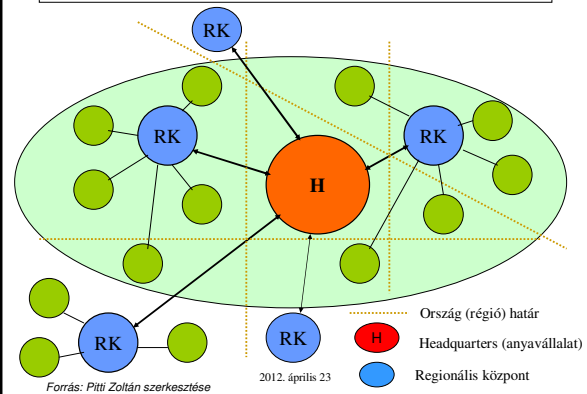 RK
RK
RK
H
RK
RK
Ország (régió) határ
H
Headquarters (anyavállalat)
Regionális központ
2012. április 23
Forrás: Pitti Zoltán szerkesztése